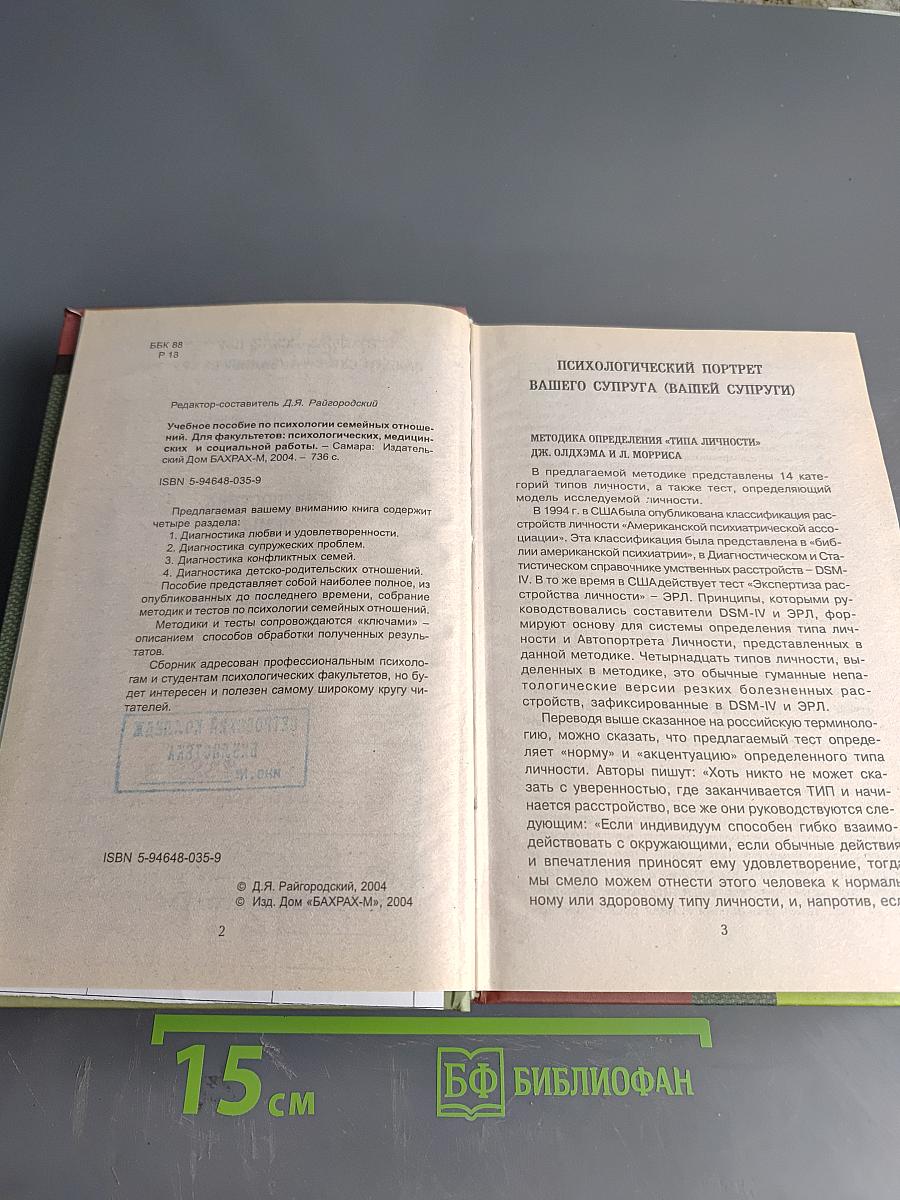 ББК 88
Р 18
Редактор-составитель Д.Я. Райгородский
Учебное пособие по психологии семейных отноше-
ний. Для факультетов: психологических, медицин-
ских и социальной работы. – Самара: Издатель-
ский Дом БАХРАХ-М, 2004. – 736 с.
ISBN 5-94648-035-9
Предлагаемая вашему вниманию книга содержит
четыре раздела:
1. Диагностика любви и удовлетворенности.
2. Диагностика супружеских проблем.
3. Диагностика конфликтных семей.
4. Диагностика детско-родительских отношений.
Пособие представляет собой наиболее полное, из
опубликованных до последнего времени, собрание
методик и тестов по психологии семейных отношений.
Методики и тесты сопровождаются «ключами» –
описанием способов обработки полученных резуль-
татов.
Сборник адресован профессиональным психоло-
гам и студентам психологических факультетов, но бу-
дет интересен и полезен самому широкому кругу чи-
тателей.
ПЕТРОВСКИЙ КОЛЛЕДЖ
БИБЛИОТЕКА
инв. №
ISBN 5-94648-035-9
© Д.Я. Райгородский, 2004
© Изд. Дом «БАХРАХ-М», 2004
2
ПСИХОЛОГИЧЕСКИЙ ПОРТРЕТ
ВАШЕГО СУПРУГА (ВАШЕЙ СУПРУГИ)
МЕТОДИКА ОПРЕДЕЛЕНИЯ «ТИПА ЛИЧНОСТИ»
ДЖ. ОЛДХЭМА И Л. МОРРИСА
В предлагаемой методике представлены 14 кате-
горий типов личности, а также тест, определяющий
модель исследуемой личности.
В 1994 г. в США была опубликована классификация рас-
стройств личности «Американской психиатрической ассо-
циации». Эта классификация была представлена в «биб-
лии американской психиатрии», в Диагностическом и Ста-
тистическом справочнике умственных расстройств – DSM-
IV. В то же время в США действует тест «Экспертиза рас-
стройства личности» – ЭРЛ. Принципы, которыми ру-
ководствовались составители DSM-IV и ЭРЛ, фор-
мируют основу для системы определения типа лич-
ности и Автопортрета Личности, представленных в
данной методике. Четырнадцать типов личности, вы-
деленных в методике, это обычные гуманные непа-
тологические версии резких болезненных рас-
стройств, зафиксированные в DSM-IV и ЭРЛ.
Переводя выше сказанное на российскую терминоло-
гию, можно сказать, что предлагаемый тест опреде-
ляет «норму» и «акцентуацию» определенного типа
личности. Авторы пишут: «Хоть никто не может ска-
зать с уверенностью, где заканчивается ТИП и начи-
нается расстройство, все же они руководствуются сле-
дующим: «Если индивидуум способен гибко взаимо-
действовать с окружающими, если обычные действия
и впечатления приносят ему удовлетворение, тогда
мы смело можем отнести этого человека к нормаль-
ному или здоровому типу личности, и, напротив, есл
3
15 см
БФ БИБЛИОФАН